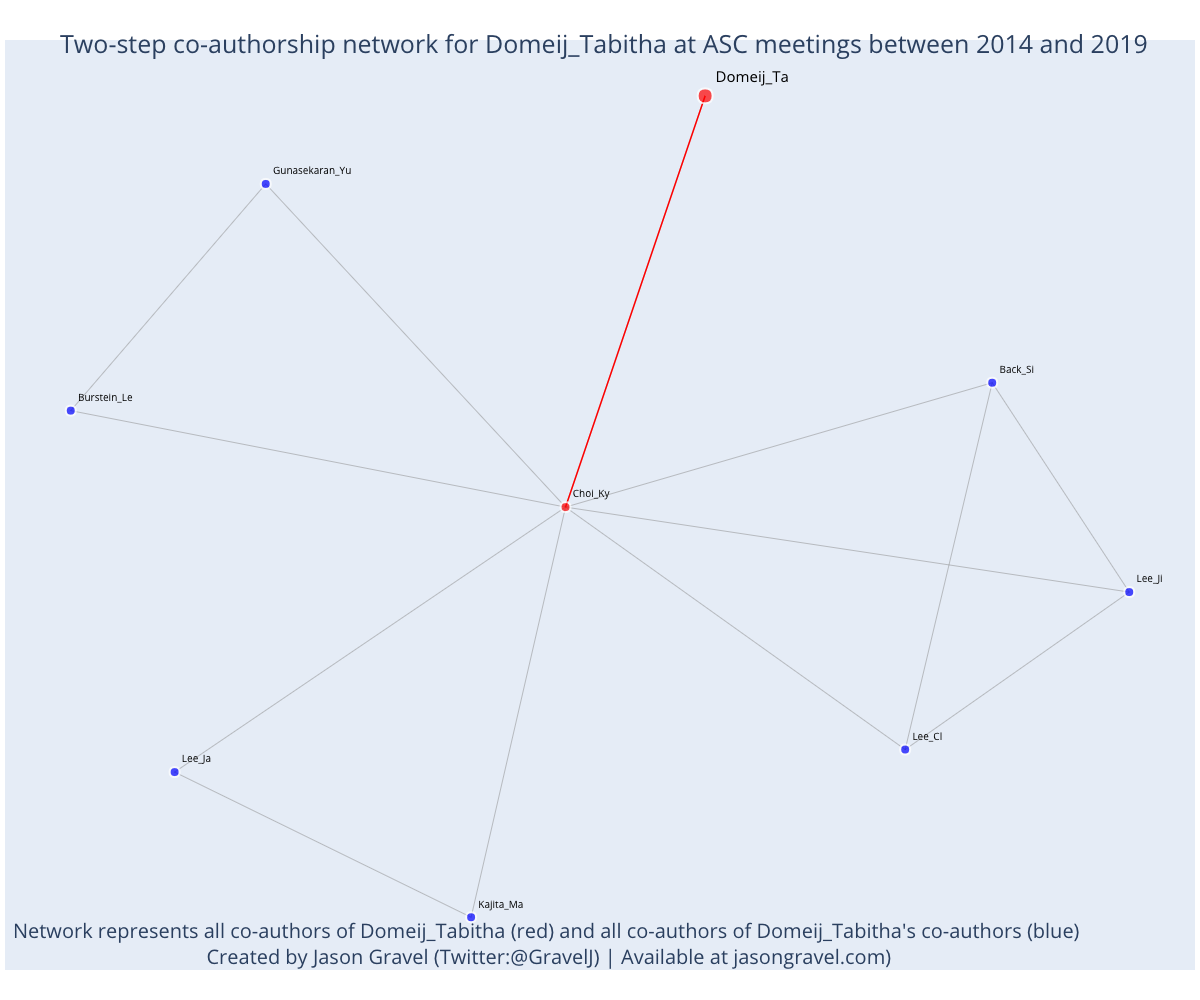 Two-step co-authorship network for Domeij_Tabitha at ASC meetings between 2014 and 2019
Domeij_Ta
Gunasekaran_Yu
Back_Si
Burstein_Le
Choi_Ky
Lee_Ji
Lee_Cl
Lee_Ja
Kajita_Ma
Network represents all co-authors of Domeij_Tabitha (red) and all co-authors of Domeij_Tabitha's co-authors (blue)
Created by Jason Gravel (Twitter:@GravelJ) | Available at jasongravel.com)